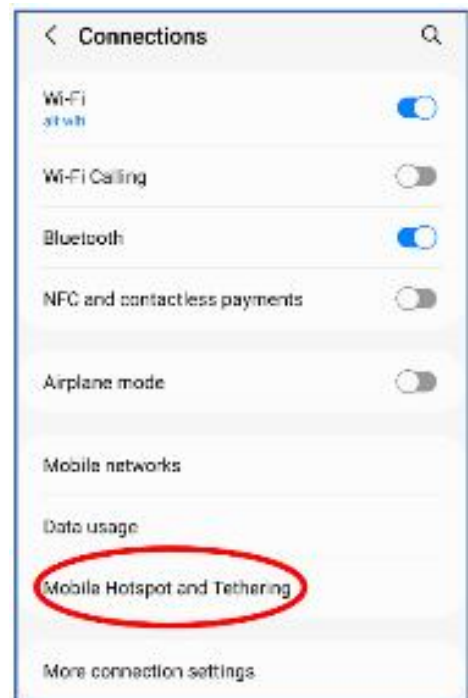 Connections
Wi-Fi
Wi-Fi Calling
Bluetooth
NFC and contactless payments
Airplane mode
Mobile networks
Data usage
Mobile Hotspot and Tethering
More connection settings